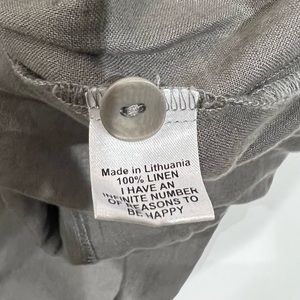 Made in Lithuania
100% LINEN
I HAVE AN
INFINITE NUMBER
OF REASONS TO
BE HAPPY